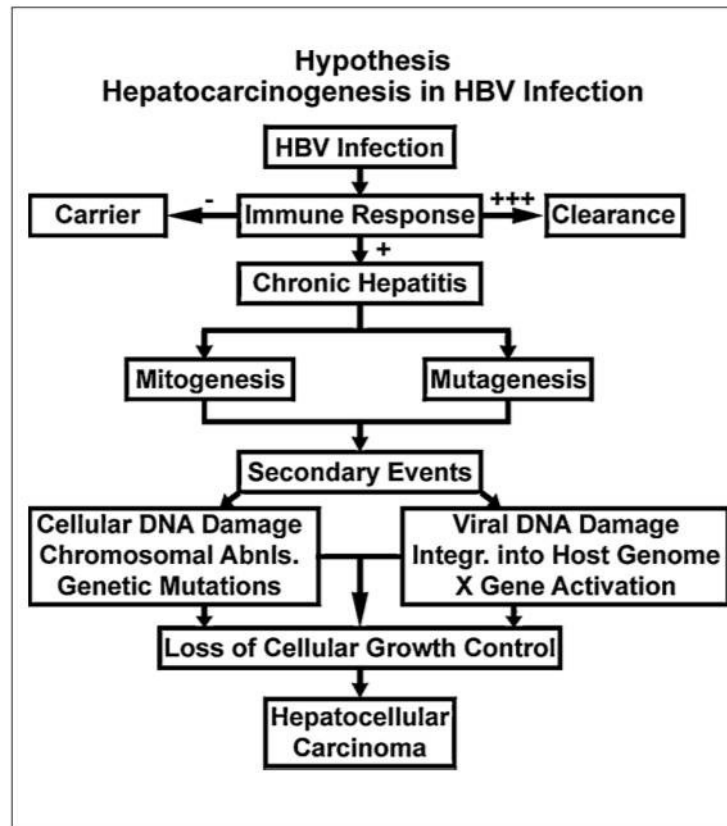 Hypothesis
Hepatocarcinogenesis in HBV Infection
HBV Infection
- +++
Carrier Immune Response Clearance
+
Chronic Hepatitis
Mitogenesis Mutagenesis
Secondary Events
Cellular DNA Damage
Chromosomal Abnls.
Genetic Mutations
Viral DNA Damage
Integr. into Host Genome
X Gene Activation
Loss of Cellular Growth Control
Hepatocellular
Carcinoma